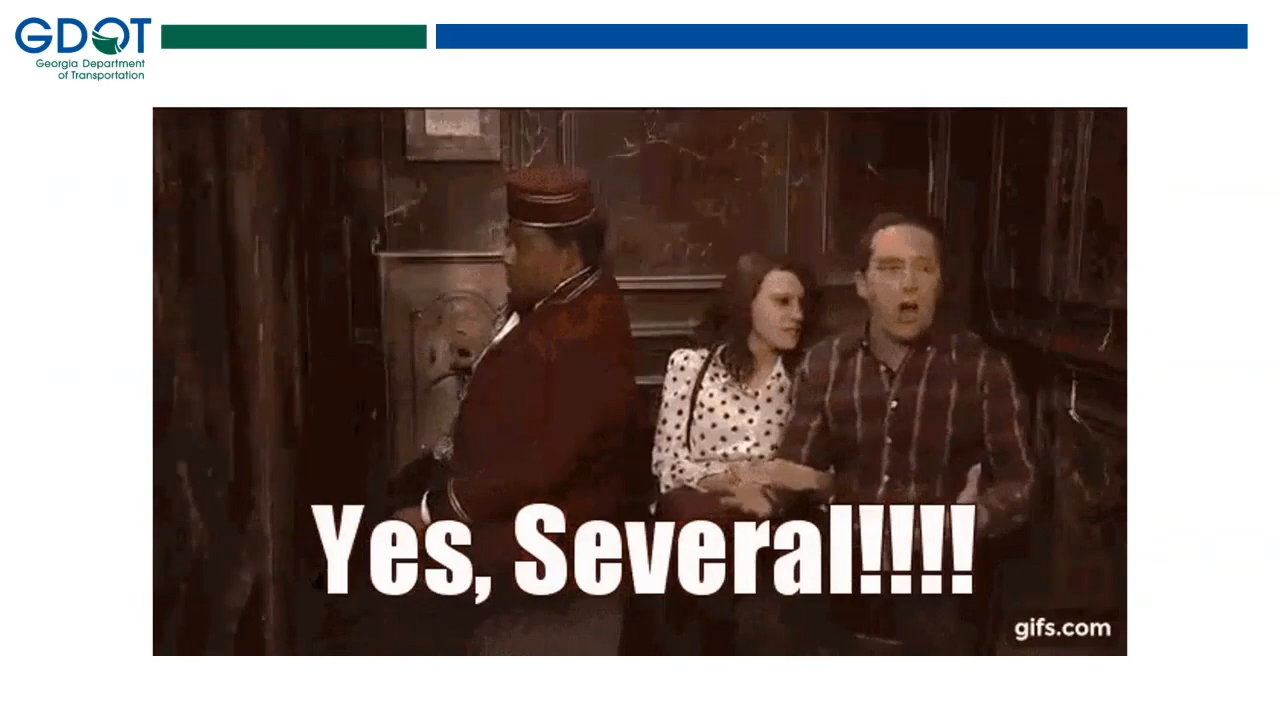 GDOT
Georgia Department
of Transportation
Yes, Several!!!!
gifs.com